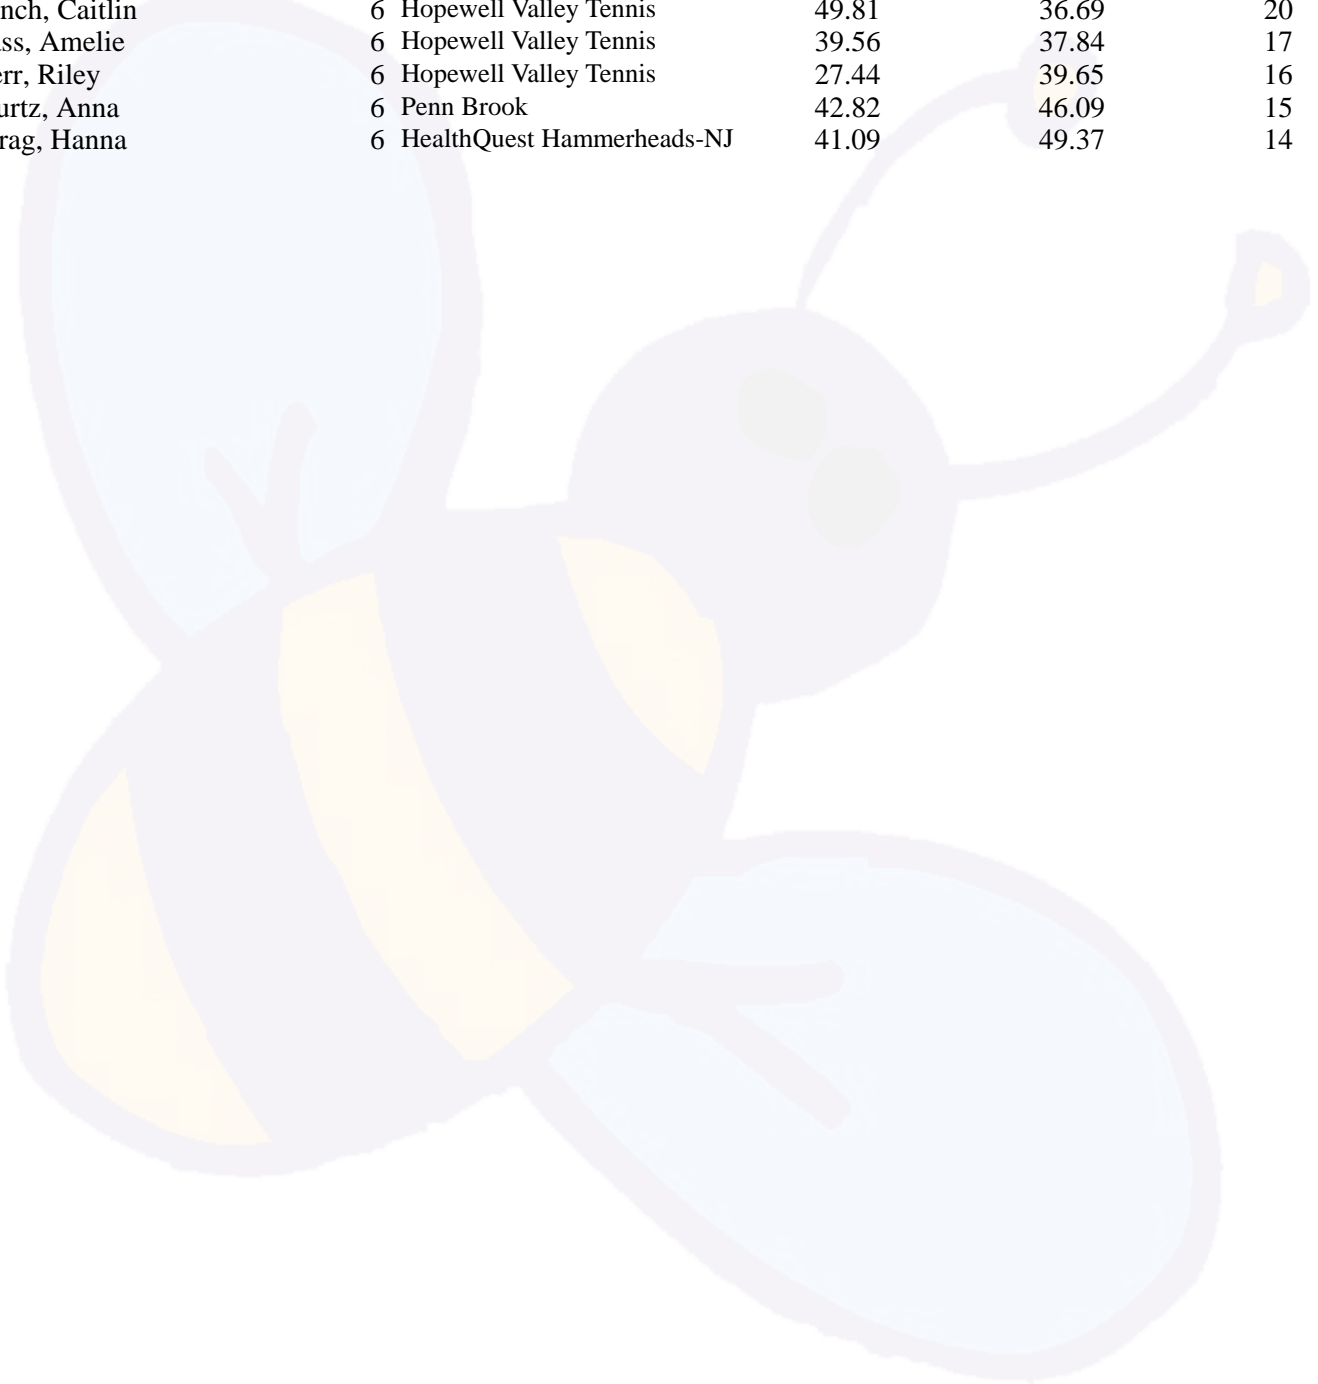 nch, Caitlin 6 Hopewell Valley Tennis 49.81 36.69 20
ss, Amelie 6 Hopewell Valley Tennis 39.56 37.84 17
rr, Riley 6 Hopewell Valley Tennis 27.44 39.65 16
urtz, Anna 6 Penn Brook 42.82 46.09 15
rag, Hanna 6 HealthQuest Hammerheads-NJ 41.09 49.37 14